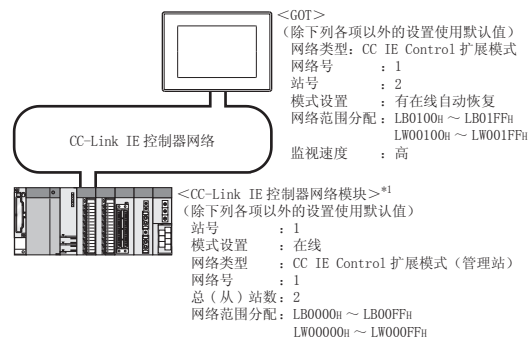 <GOT>
(除下列各项以外的设置使用默认值)
网络类型：CC IE Control 扩展模式
网络号 ：1
站号 ：2
模式设置 ：有在线自动恢复
网络范围分配：LB0100H ～ LB01FFH
LW00100H ～ LW001FFH
监视速度 ：高
CC-Link IE 控制器网络
<CC-Link IE控制器网络模块>*1
(除下列各项以外的设置使用默认值)
站号 ：1
模式设置 ：在线
网络类型 ：CC IE Control 扩展模式（管理站）
网络号 ：1
总(从)站数：2
网络范围分配：LB0000H ～ LB00FFH
LW00000H ～ LW000FFH